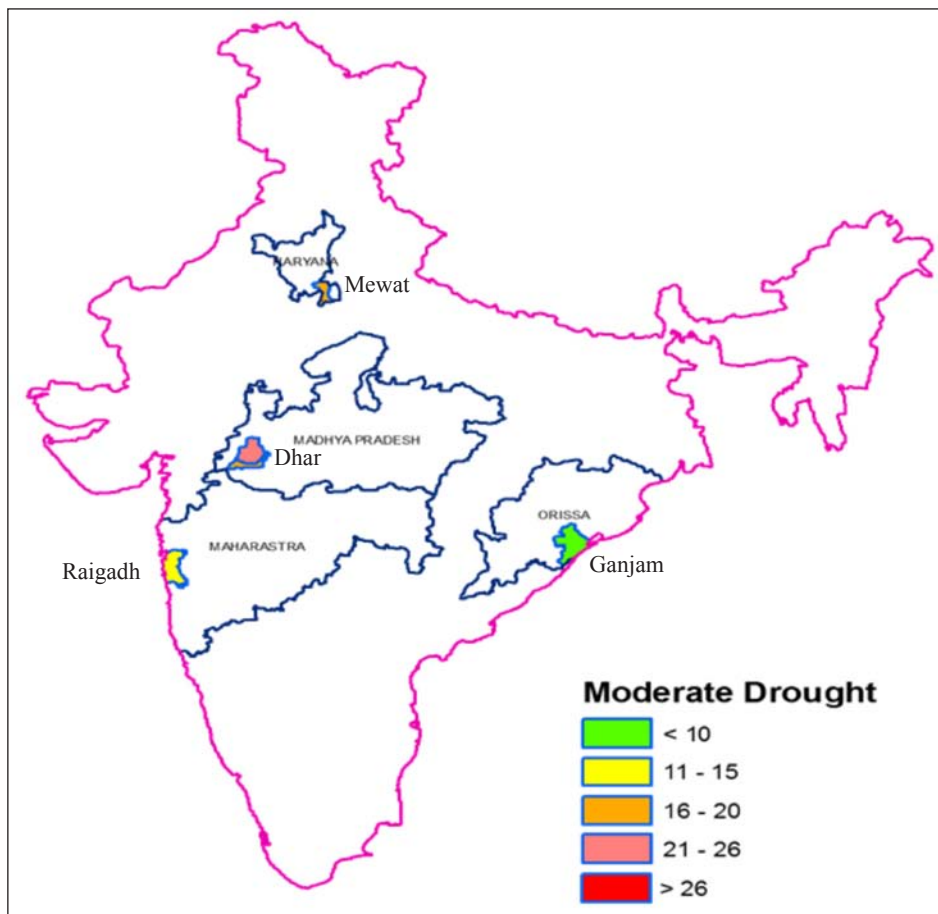 HARYANA
Mewat
MADHYA PRADESH
Dhar
ORISSA
MAHARASTRA
Raigadh
Ganjam
Moderate Drought
< 10
11 - 15
16 - 20
21 - 26
> 26